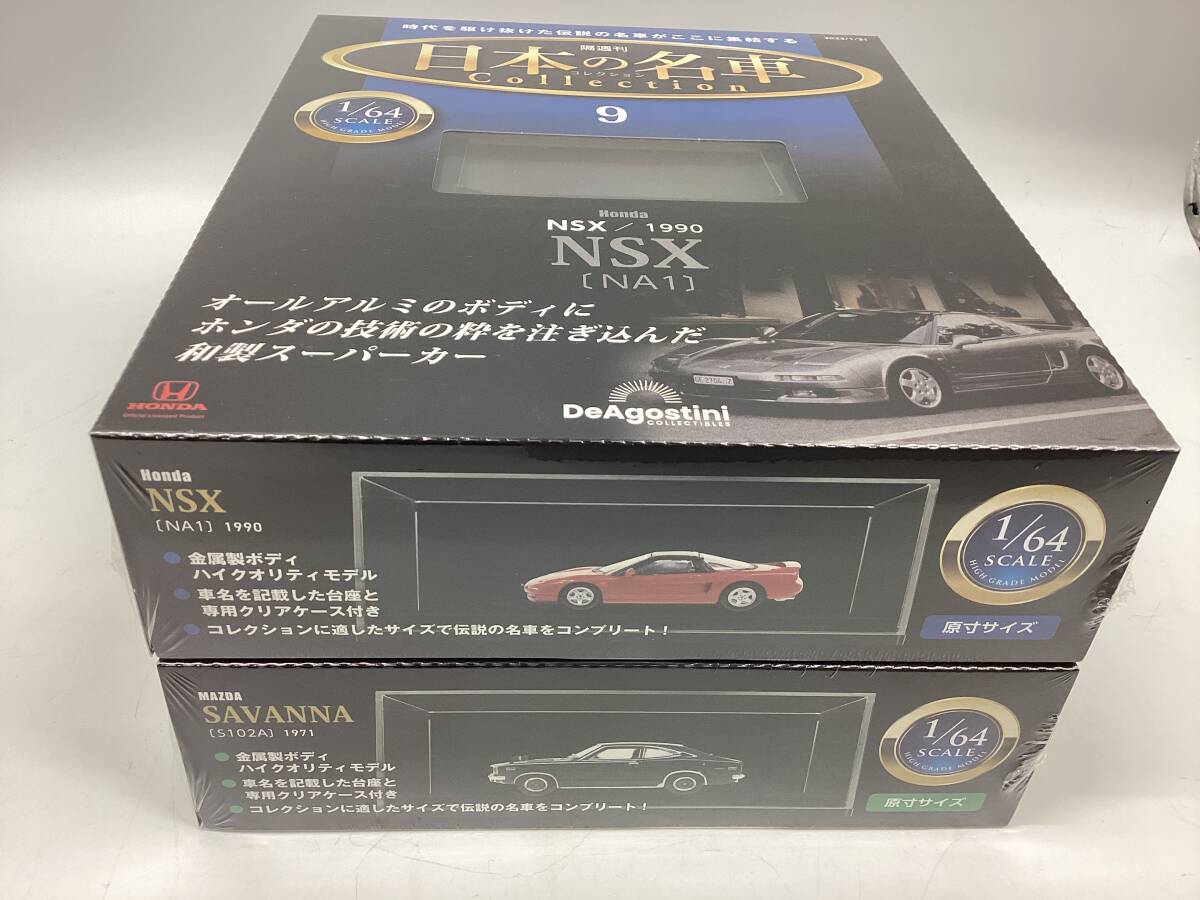 時代を駆け抜けた伝説の名車がここに集結する
隔週刊
日本の名車
コレクション
Collection
1/64
SCALE
HIGH GRADE MODEL
9
Honda
NSX / 1990
NSX
[NA1]
オールアルミのボディに
ホンダの技術の粋を注ぎ込んだ
和製スーパーカー
HONDA
Official Licensed Product
DeAgostini
COLLECTIBLES
Honda
NSX
[NA1] 1990
金属製ボディ
ハイクオリティモデル
車名を記載した台座と
専用クリアケース付き
コレクションに適したサイズで伝説の名車をコンプリート!
1/64
SCALE
HIGH GRADE MODEL
原寸サイズ
MAZDA
SAVANNA
[S102A] 1971
金属製ボディ
ハイクオリティモデル
車名を記載した台座と
専用クリアケース付き
コレクションに適したサイズで伝説の名車をコンプリート!
1/64
SCALE
HIGH GRADE MODEL
原寸サイズ